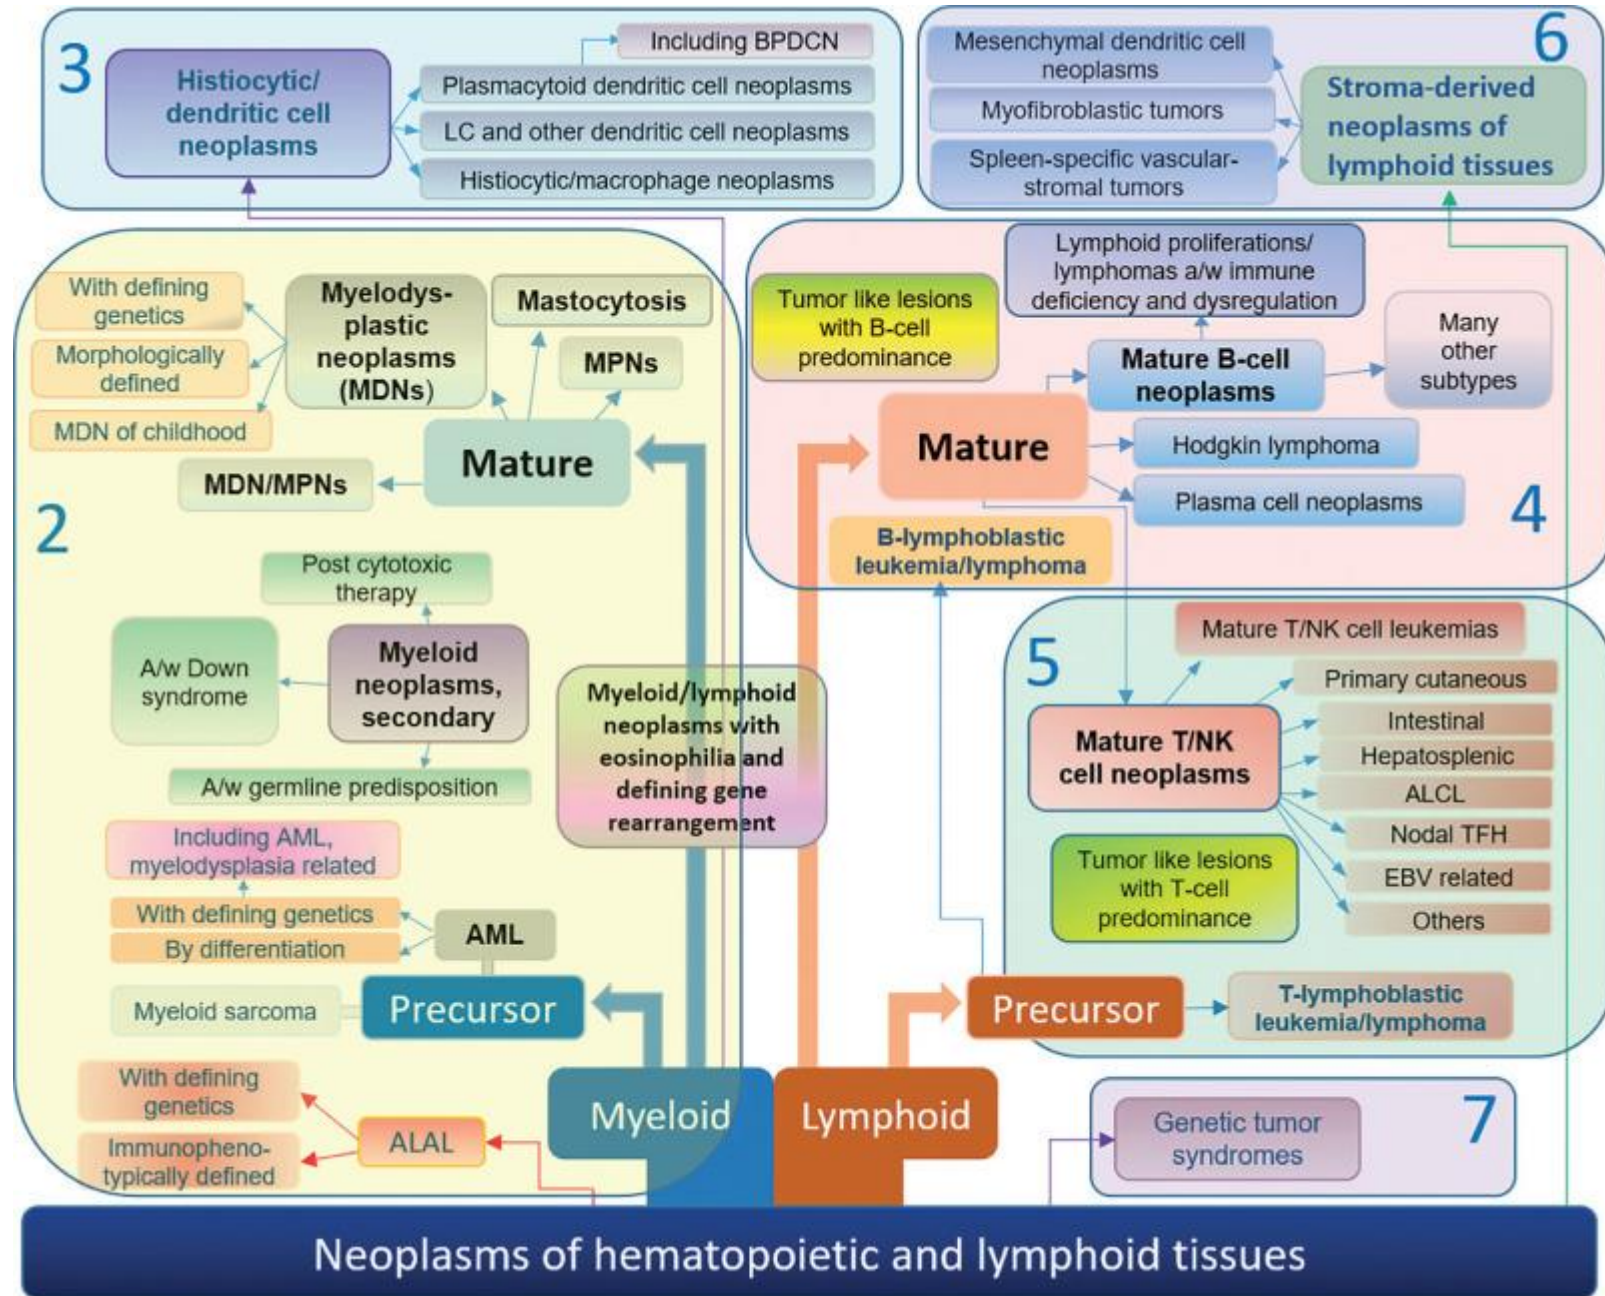 3
Histiocytic/
dendritic cell
neoplasms
Including BPDCN
Plasmacytoid dendritic cell neoplasms
LC and other dendritic cell neoplasms
Histiocytic/macrophage neoplasms
6
Mesenchymal dendritic cell
neoplasms
Myofibroblastic tumors
Spleen-specific vascular-
stromal tumors
Stroma-derived
neoplasms of
lymphoid tissues
2
With defining
genetics
Morphologically
defined
MDN of childhood
Myelodys-
plastic
neoplasms
(MDNs)
Mastocytosis
MPNs
Mature
MDN/MPNs
Post cytotoxic
therapy
A/w Down
syndrome
Myeloid
neoplasms,
secondary
A/w germline predisposition
Myeloid/lymphoid
neoplasms with
eosinophilia and
defining gene
rearrangement
Including AML,
myelodysplasia related
With defining genetics
By differentiation
AML
Myeloid sarcoma
Precursor
With defining
genetics
Immunopheno-
typically defined
ALAL
Myeloid
4
Tumor like lesions
with B-cell
predominance
Lymphoid proliferations/
lymphomas a/w immune
deficiency and dysregulation
Mature B-cell
neoplasms
Many
other
subtypes
Mature
Hodgkin lymphoma
Plasma cell neoplasms
B-lymphoblastic
leukemia/lymphoma
5
Mature T/NK cell leukemias
Primary cutaneous
Intestinal
Hepatosplenic
ALCL
Nodal TFH
EBV related
Others
Mature T/NK
cell neoplasms
Tumor like lesions
with T-cell
predominance
Precursor
T-lymphoblastic
leukemia/lymphoma
Lymphoid
7
Genetic tumor
syndromes
Neoplasms of hematopoietic and lymphoid tissues